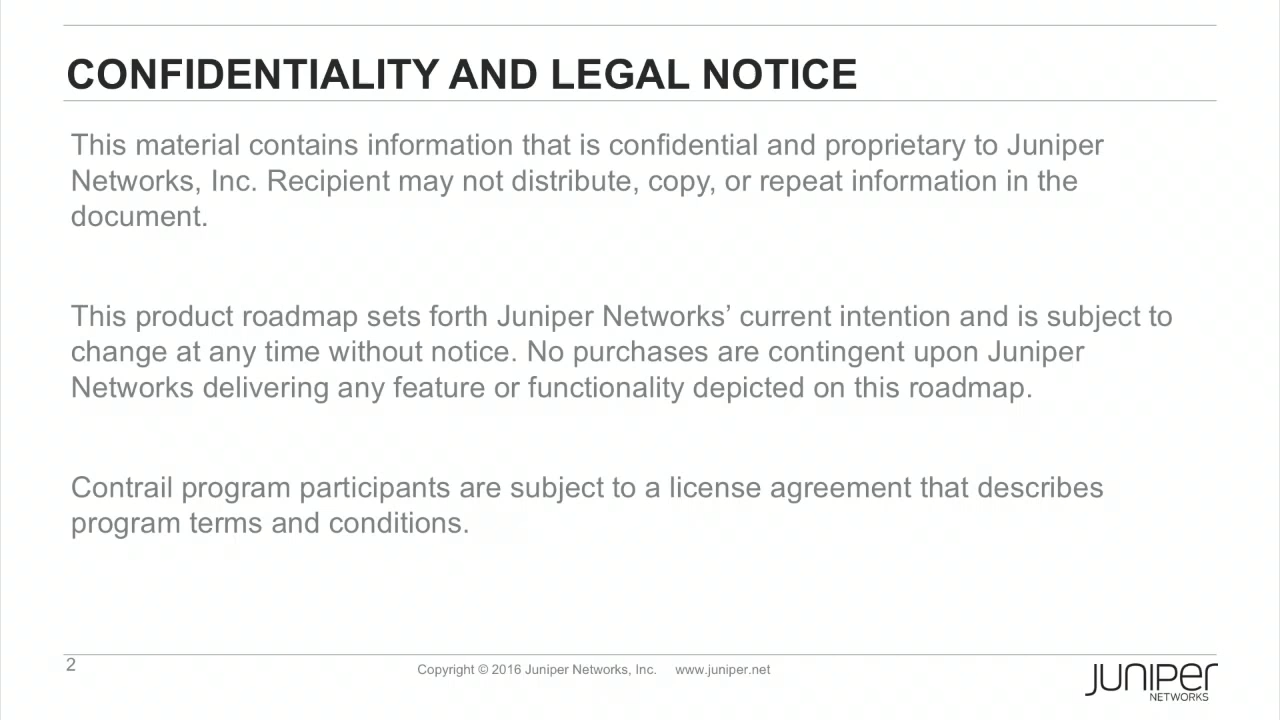 CONFIDENTIALITY AND LEGAL NOTICE
This material contains information that is confidential and proprietary to Juniper
Networks, Inc. Recipient may not distribute, copy, or repeat information in the
document.
This product roadmap sets forth Juniper Networks’ current intention and is subject to
change at any time without notice. No purchases are contingent upon Juniper
Networks delivering any feature or functionality depicted on this roadmap.
Contrail program participants are subject to a license agreement that describes
program terms and conditions.
2
Copyright © 2016 Juniper Networks, Inc. www.juniper.net
JUNIPEr
NETWORKS